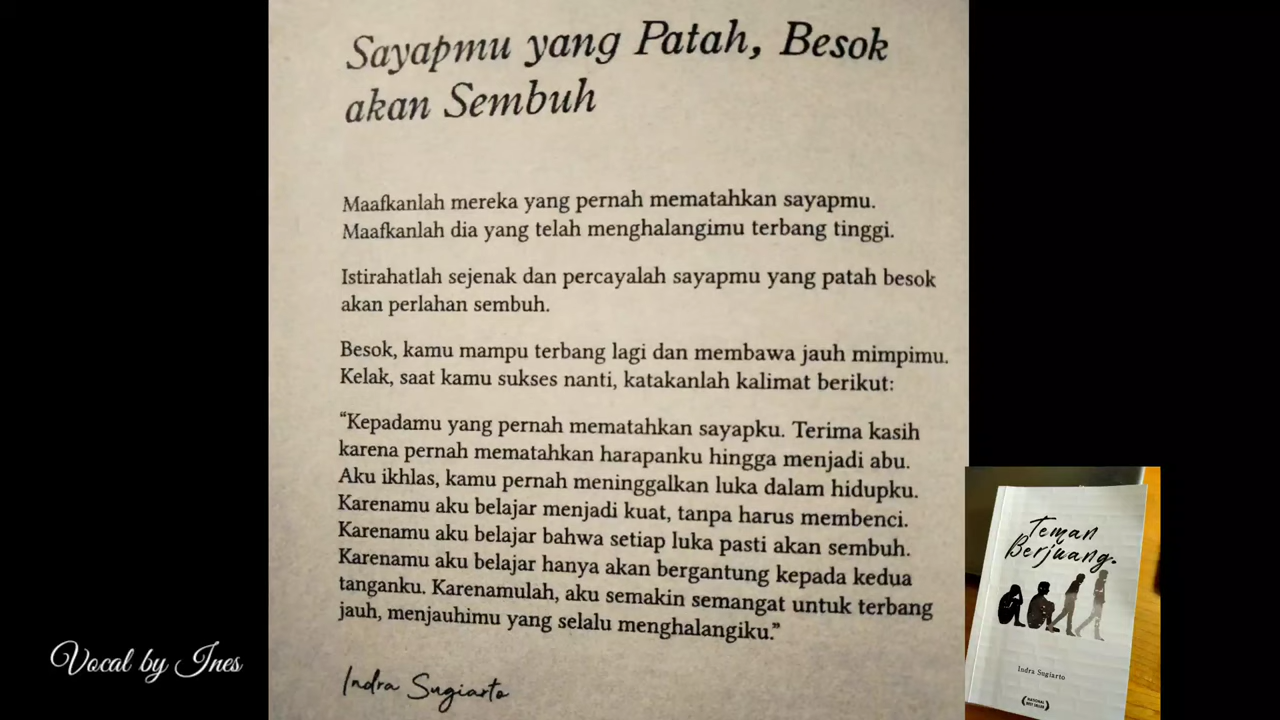 Sayapmu yang Patah, Besok
akan Sembuh
Maafkanlah mereka yang pernah mematahkan sayapmu.
Maafkanlah dia yang telah menghalangimu terbang tinggi.
Istirahatlah sejenak dan percayalah sayapmu yang patah besok
akan perlahan sembuh.
Besok, kamu mampu terbang lagi dan membawa jauh mimpimu.
Kelak, saat kamu sukses nanti, katakanlah kalimat berikut:
“Kepadamu yang pernah mematahkan sayapku. Terima kasih
karena pernah mematahkan harapanku hingga menjadi abu.
Aku ikhlas, kamu pernah meninggalkan luka dalam hidupku.
Karenamu aku belajar menjadi kuat, tanpa harus membenci.
Karenamu aku belajar bahwa setiap luka pasti akan sembuh.
Karenamu aku belajar hanya akan bergantung kepada kedua
tanganku. Karenamulah, aku semakin semangat untuk terbang
jauh, menjauhimu yang selalu menghalangiku.”
Indra Sugiarto
Vocal by Ines
Teman
Berjuang.
Indra Sugiarto
NATIONAL
BEST SELLER